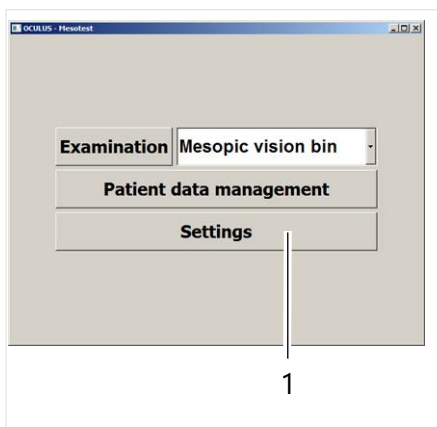 OCULUS - Mesotest
Examination Mesopic vision bin
Patient data management
Settings
1